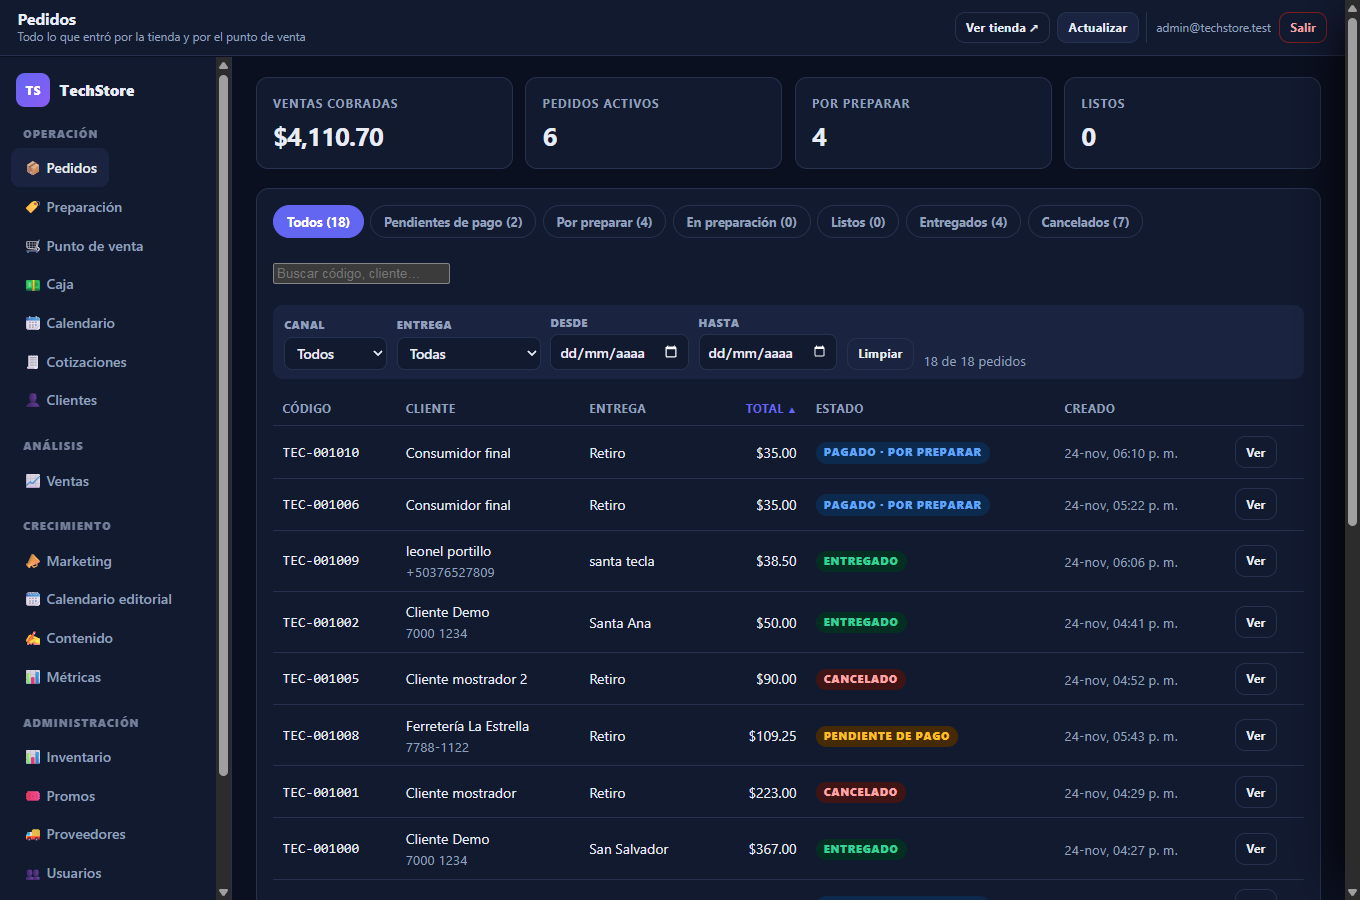 Pedidos
Todo lo que entró por la tienda y por el punto de venta
Ver tienda ↗
Actualizar
admin@techstore.test
Salir
TS
TechStore
OPERACIÓN
Pedidos
Preparación
Punto de venta
Caja
Calendario
Cotizaciones
Clientes
ANÁLISIS
Ventas
CRECIMIENTO
Marketing
Calendario editorial
Contenido
Métricas
ADMINISTRACIÓN
Inventario
Promos
Proveedores
Usuarios
VENTAS COBRADAS
$4,110.70
PEDIDOS ACTIVOS
6
POR PREPARAR
4
LISTOS
0
Todos (18)
Pendientes de pago (2)
Por preparar (4)
En preparación (0)
Listos (0)
Entregados (4)
Cancelados (7)
Buscar código, cliente...
CANAL
Todos
ENTREGA
Todas
DESDE
dd/mm/aaaa
HASTA
dd/mm/aaaa
Limpiar
18 de 18 pedidos
CÓDIGO CLIENTE ENTREGA TOTAL ▲ ESTADO CREADO
TEC-001010 Consumidor final Retiro $35.00 PAGADO · POR PREPARAR 24-nov, 06:10 p. m. Ver
TEC-001006 Consumidor final Retiro $35.00 PAGADO · POR PREPARAR 24-nov, 05:22 p. m. Ver
TEC-001009 leonel portillo santa tecla $38.50 ENTREGADO 24-nov, 06:06 p. m. Ver
+50376527809
TEC-001002 Cliente Demo Santa Ana $50.00 ENTREGADO 24-nov, 04:41 p. m. Ver
7000 1234
TEC-001005 Cliente mostrador 2 Retiro $90.00 CANCELADO 24-nov, 04:52 p. m. Ver
TEC-001008 Ferretería La Estrella Retiro $109.25 PENDIENTE DE PAGO 24-nov, 05:43 p. m. Ver
7788-1122
TEC-001001 Cliente mostrador Retiro $223.00 CANCELADO 24-nov, 04:29 p. m. Ver
TEC-001000 Cliente Demo San Salvador $367.00 ENTREGADO 24-nov, 04:27 p. m. Ver
7000 1234